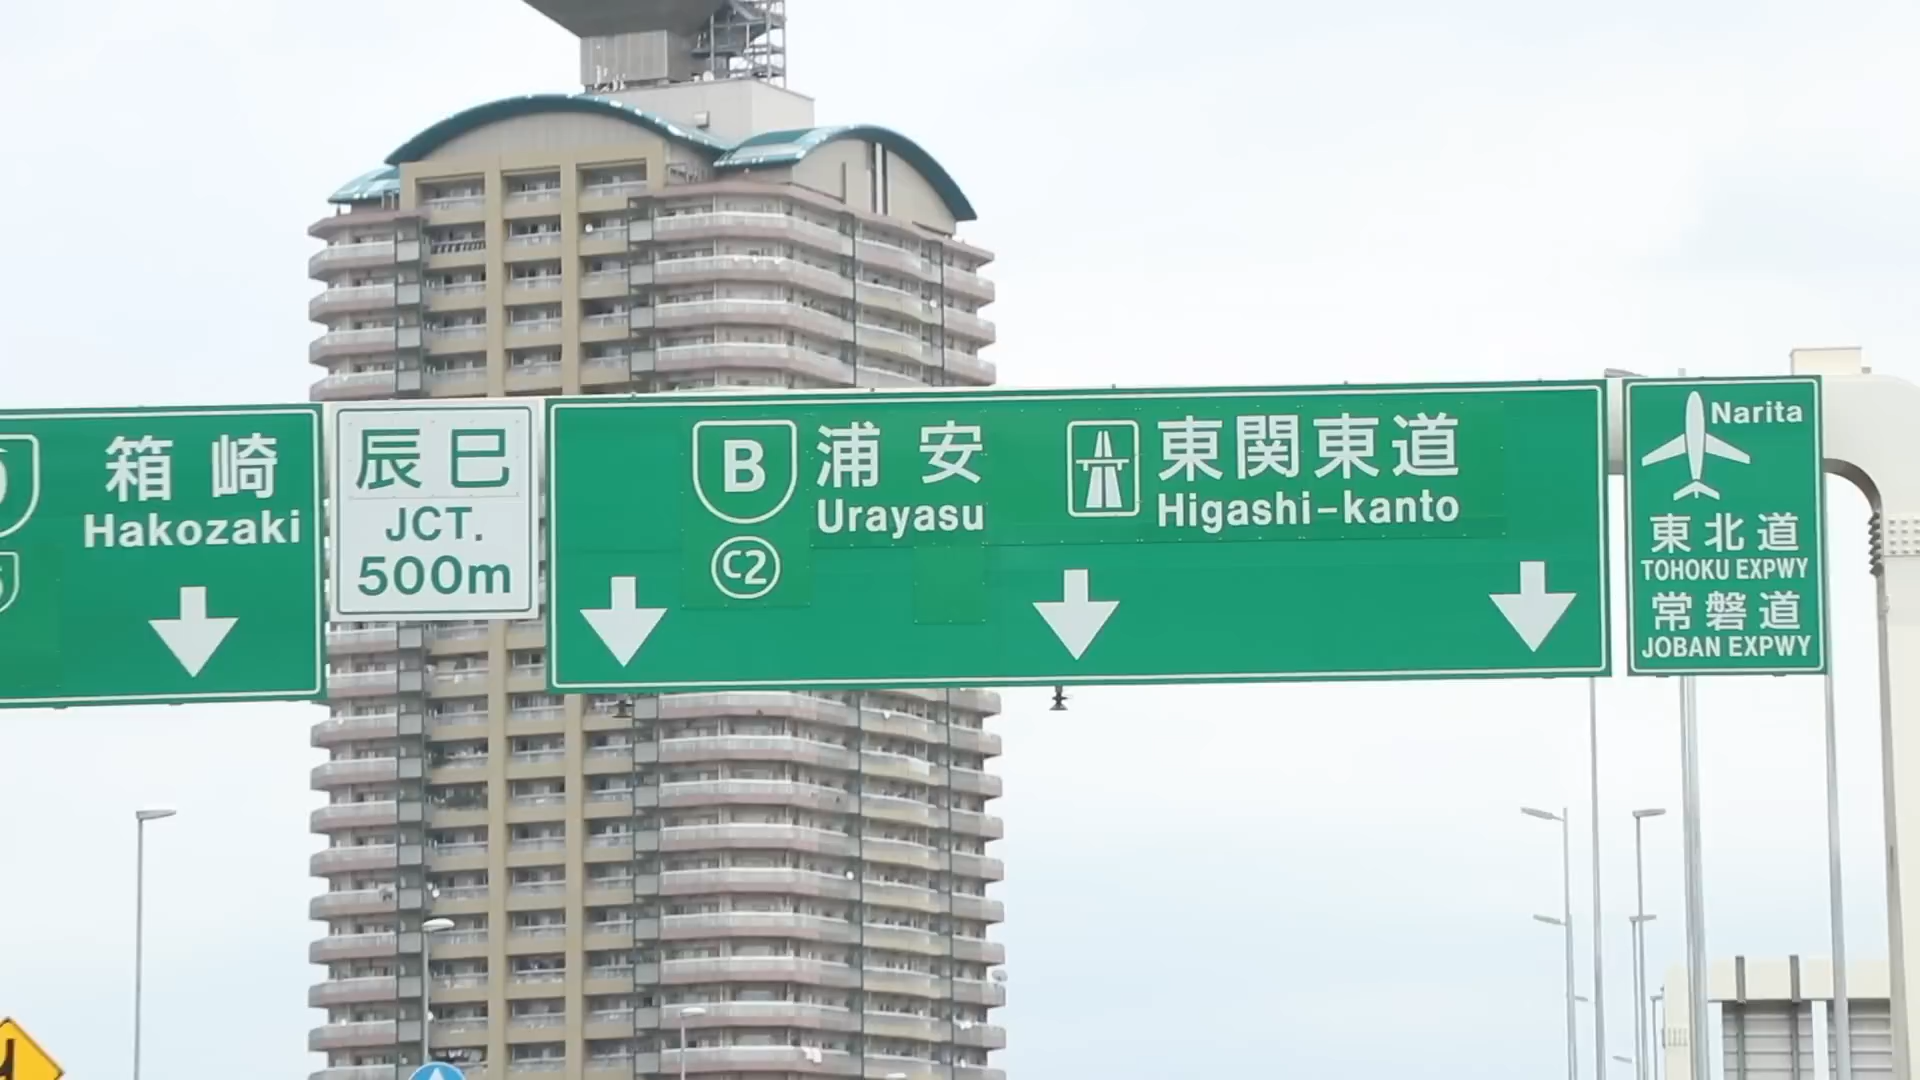 箱崎
Hakozaki
辰巳
JCT.
500m
B 浦安
Urayasu
C2
東関東道
Higashi-kanto
Narita
東北道
TOHOKU EXPWY
常磐道
JOBAN EXPWY